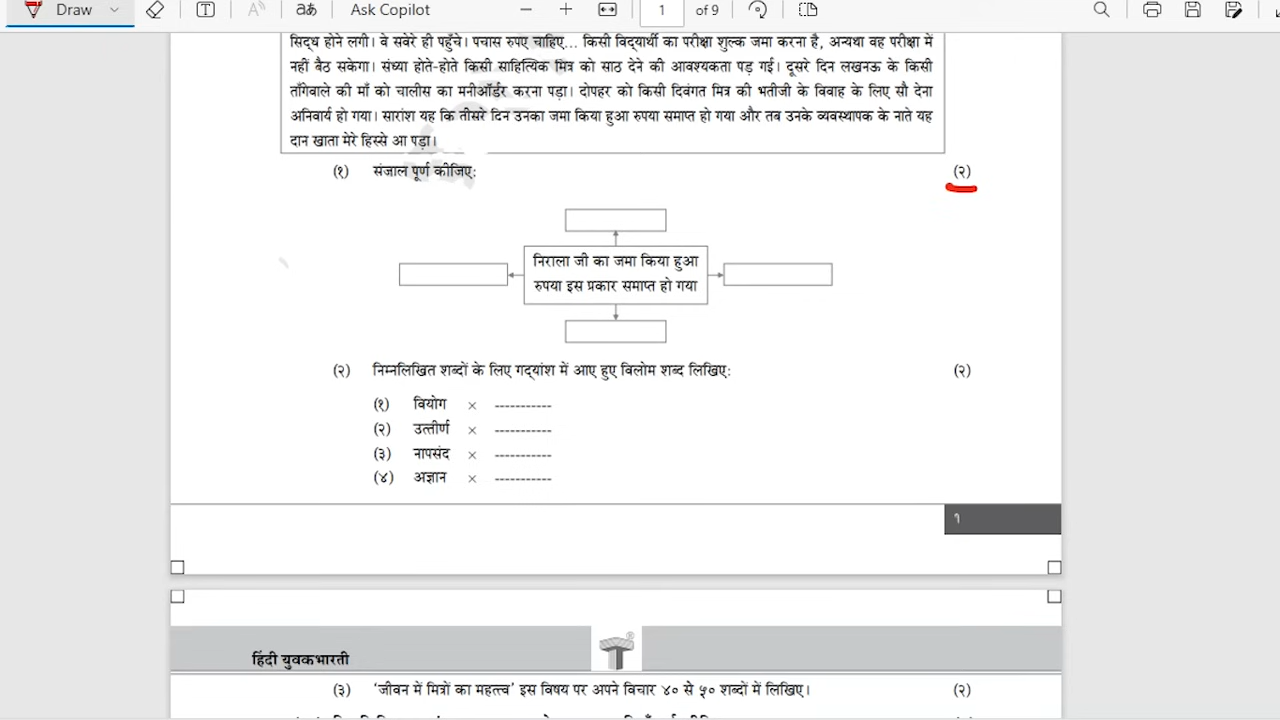 Draw
Ask Copilot
1 of 9
सिद्ध होने लगी। वे सवेरे ही पहुँचे। पचास रुपए चाहिए... किसी विद्यार्थी का परीक्षा शुल्क जमा करना है, अन्यथा वह परीक्षा में
नहीं बैठ सकेगा। संध्या होते-होते किसी साहित्यिक मित्र को साठ देने की आवश्यकता पड़ गई। दूसरे दिन लखनऊ के किसी
ताँगेवाले की माँ को चालीस का मनीऑर्डर करना पड़ा। दोपहर को किसी दिवंगत मित्र की भतीजी के विवाह के लिए सौ देना
अनिवार्य हो गया। सारांश यह कि तीसरे दिन उनका जमा किया हुआ रुपया समाप्त हो गया और तब उनके व्यवस्थापक के नाते यह
दान खाता मेरे हिस्से आ पड़ा।
(१) संजाल पूर्ण कीजिए: (२)
निराला जी का जमा किया हुआ
रुपया इस प्रकार समाप्त हो गया
(२) निम्नलिखित शब्दों के लिए गद्यांश में आए हुए विलोम शब्द लिखिए: (२)
(१) वियोग × -----------
(२) उत्तीर्ण × -----------
(३) नापसंद × -----------
(४) अज्ञान × -----------
१
हिंदी युवकभारती
(३) 'जीवन में मित्रों का महत्त्व' इस विषय पर अपने विचार ४० से ५० शब्दों में लिखिए। (२)